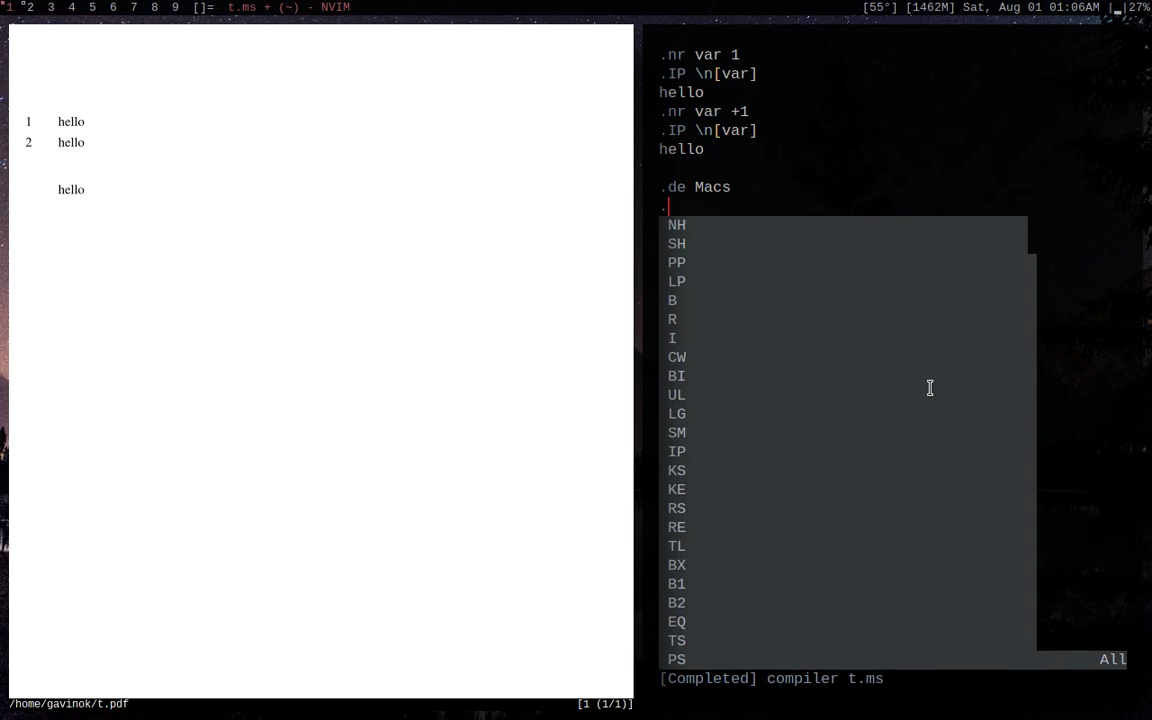 1 2 3 4 5 6 7 8 9 []= t.ms + (~) - NVIM
[55°] [1462M] Sat, Aug 01 01:06AM |▂|27%
1 hello
2 hello
hello
/home/gavinok/t.pdf [1 (1/1)]
.nr var 1
.IP \n[var]
hello
.nr var +1
.IP \n[var]
hello
.de Macs
.
NH
SH
PP
LP
B
R
I
CW
BI
UL
LG
SM
IP
KS
KE
RS
RE
TL
BX
B1
B2
EQ
TS
PS
All
[Completed] compiler t.ms